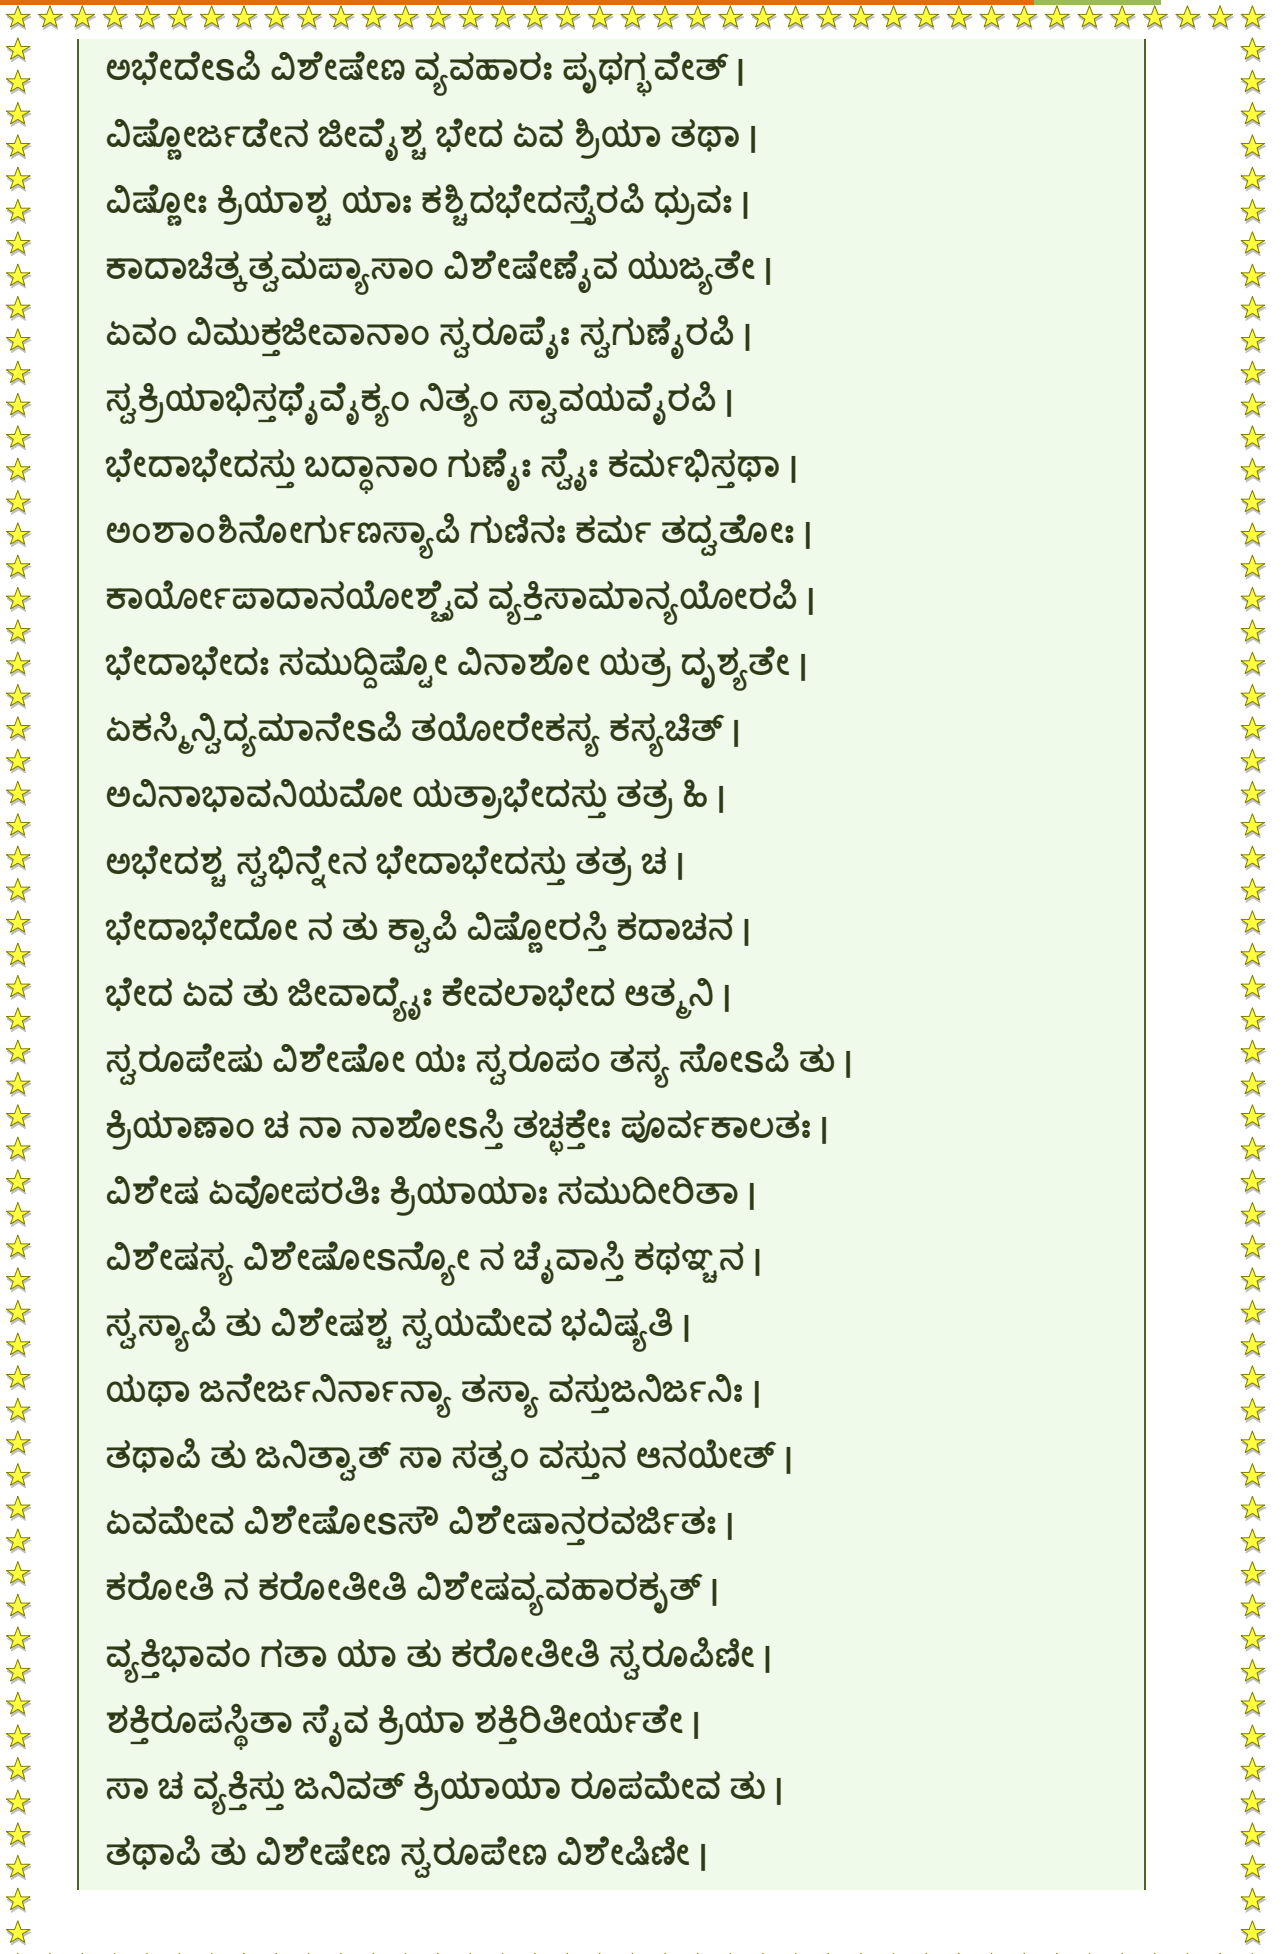 ಅಭೇದೇSಪಿ ವಿಶೇಷೇಣ ವ್ಯವಹಾರಃ ಪೃಥಗ್ಭವೇತ್ |
ವಿಷ್ಣೋರ್ಜಡೇನ ಜೀವೈಶ್ಚ ಭೇದ ಏವ ಶ್ರಿಯಾ ತಥಾ |
ವಿಷ್ಣೋಃ ಕ್ರಿಯಾಶ್ಚ ಯಾಃ ಕಶ್ಚಿದಭೇದಸ್ತೈರಪಿ ಧ್ರುವಃ |
ಕಾದಾಚಿತ್ಕತ್ವಮಪ್ಯಾಸಾಂ ವಿಶೇಷೇಣೈವ ಯುಜ್ಯತೇ |
ಏವಂ ವಿಮುಕ್ತಜೀವಾನಾಂ ಸ್ವರೂಪೈಃ ಸ್ವಗುಣೈರಪಿ |
ಸ್ವಕ್ರಿಯಾಭಿಸ್ತಥೈವೈಕ್ಯಂ ನಿತ್ಯಂ ಸ್ವಾವಯವೈರಪಿ |
ಭೇದಾಭೇದಸ್ತು ಬದ್ಧಾನಾಂ ಗುಣೈಃ ಸ್ವೈಃ ಕರ್ಮಭಿಸ್ತಥಾ |
ಅಂಶಾಂಶಿನೋರ್ಗುಣಸ್ಯಾಪಿ ಗುಣಿನಃ ಕರ್ಮ ತದ್ವತೋಃ |
ಕಾರ್ಯೋಪಾದಾನಯೋಶ್ಚೈವ ವ್ಯಕ್ತಿಸಾಮಾನ್ಯಯೋರಪಿ |
ಭೇದಾಭೇದಃ ಸಮುದ್ದಿಷ್ಟೋ ವಿನಾಶೋ ಯತ್ರ ದೃಶ್ಯತೇ |
ಏಕಸ್ಮಿನ್ವಿದ್ಯಮಾನೇSಪಿ ತಯೋರೇಕಸ್ಯ ಕಸ್ಯಚಿತ್ |
ಅವಿನಾಭಾವನಿಯಮೋ ಯತ್ರಾಭೇದಸ್ತು ತತ್ರ ಹಿ |
ಅಭೇದಶ್ಚ ಸ್ವಭಿನ್ನೇನ ಭೇದಾಭೇದಸ್ತು ತತ್ರ ಚ |
ಭೇದಾಭೇದೋ ನ ತು ಕ್ವಾಪಿ ವಿಷ್ಣೋರಸ್ತಿ ಕದಾಚನ |
ಭೇದ ಏವ ತು ಜೀವಾದ್ಯೈಃ ಕೇವಲಾಭೇದ ಆತ್ಮನಿ |
ಸ್ವರೂಪೇಷು ವಿಶೇಷೋ ಯಃ ಸ್ವರೂಪಂ ತಸ್ಯ ಸೋSಪಿ ತು |
ಕ್ರಿಯಾಣಾಂ ಚ ನಾ ನಾಶೋSಸ್ತಿ ತಚ್ಛಕ್ತೇಃ ಪೂರ್ವಕಾಲತಃ |
ವಿಶೇಷ ಏವೋಪರತಿಃ ಕ್ರಿಯಾಯಾಃ ಸಮುದೀರಿತಾ |
ವಿಶೇಷಸ್ಯ ವಿಶೇಷೋSನ್ಯೋ ನ ಚೈವಾಸ್ತಿ ಕಥಞ್ಚನ |
ಸ್ವಸ್ಯಾಪಿ ತು ವಿಶೇಷಶ್ಚ ಸ್ವಯಮೇವ ಭವಿಷ್ಯತಿ |
ಯಥಾ ಜನೇರ್ಜನಿರ್ನಾನ್ಯಾ ತಸ್ಯಾ ವಸ್ತುಜನಿರ್ಜನಿಃ |
ತಥಾಪಿ ತು ಜನಿತ್ವಾತ್ ಸಾ ಸತ್ವಂ ವಸ್ತುನ ಆನಯೇತ್ |
ಏವಮೇವ ವಿಶೇಷೋSಸೌ ವಿಶೇಷಾನ್ತರವರ್ಜಿತಃ |
ಕರೋತಿ ನ ಕರೋತೀತಿ ವಿಶೇಷವ್ಯವಹಾರಕೃತ್ |
ವ್ಯಕ್ತಿಭಾವಂ ಗತಾ ಯಾ ತು ಕರೋತೀತಿ ಸ್ವರೂಪಿಣೀ |
ಶಕ್ತಿರೂಪಸ್ಥಿತಾ ಸೈವ ಕ್ರಿಯಾ ಶಕ್ತಿರಿತೀರ್ಯತೇ |
ಸಾ ಚ ವ್ಯಕ್ತಿಸ್ತು ಜನಿವತ್ ಕ್ರಿಯಾಯಾ ರೂಪಮೇವ ತು |
ತಥಾಪಿ ತು ವಿಶೇಷೇಣ ಸ್ವರೂಪೇಣ ವಿಶೇಷಿಣೀ |